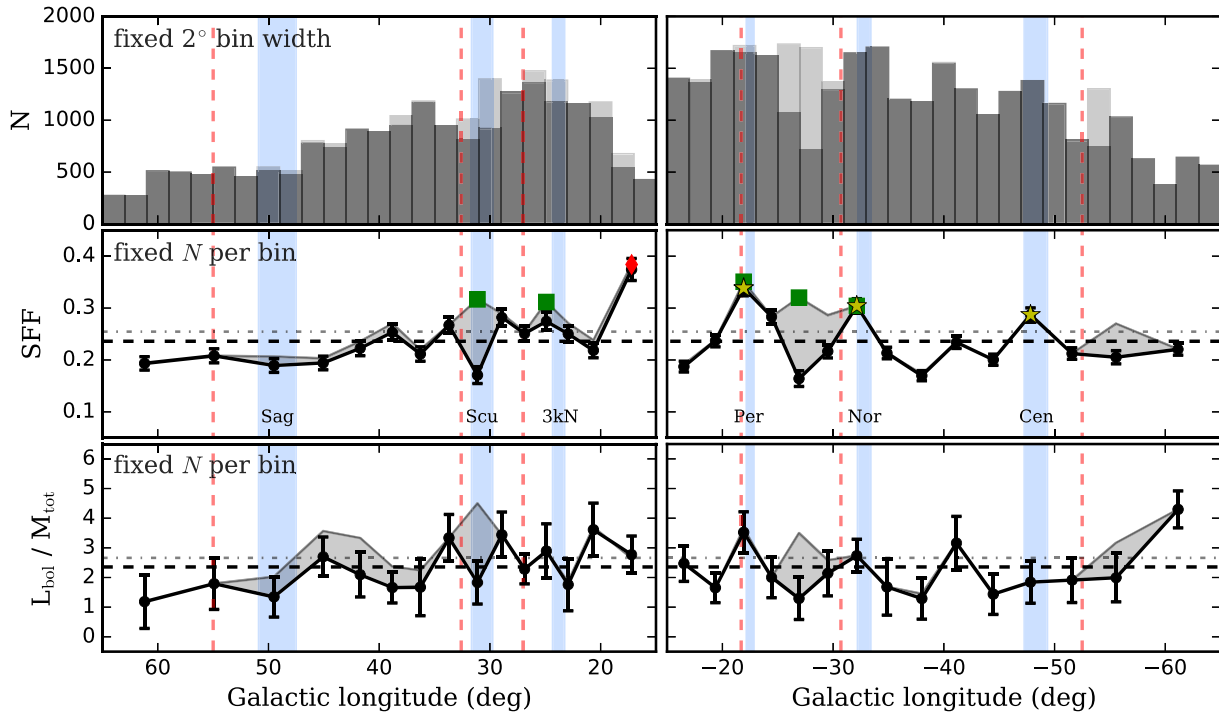 2000
1500
1000
500
0
N
fixed 2° bin width
0.4
0.3
0.2
0.1
SFF
fixed N per bin
Sag
Scu
3kN
Per
Nor
Cen
6
5
4
3
2
1
0
L_bol / M_tot
fixed N per bin
60 50 40 30 20
−20 −30 −40 −50 −60
Galactic longitude (deg)
Galactic longitude (deg)